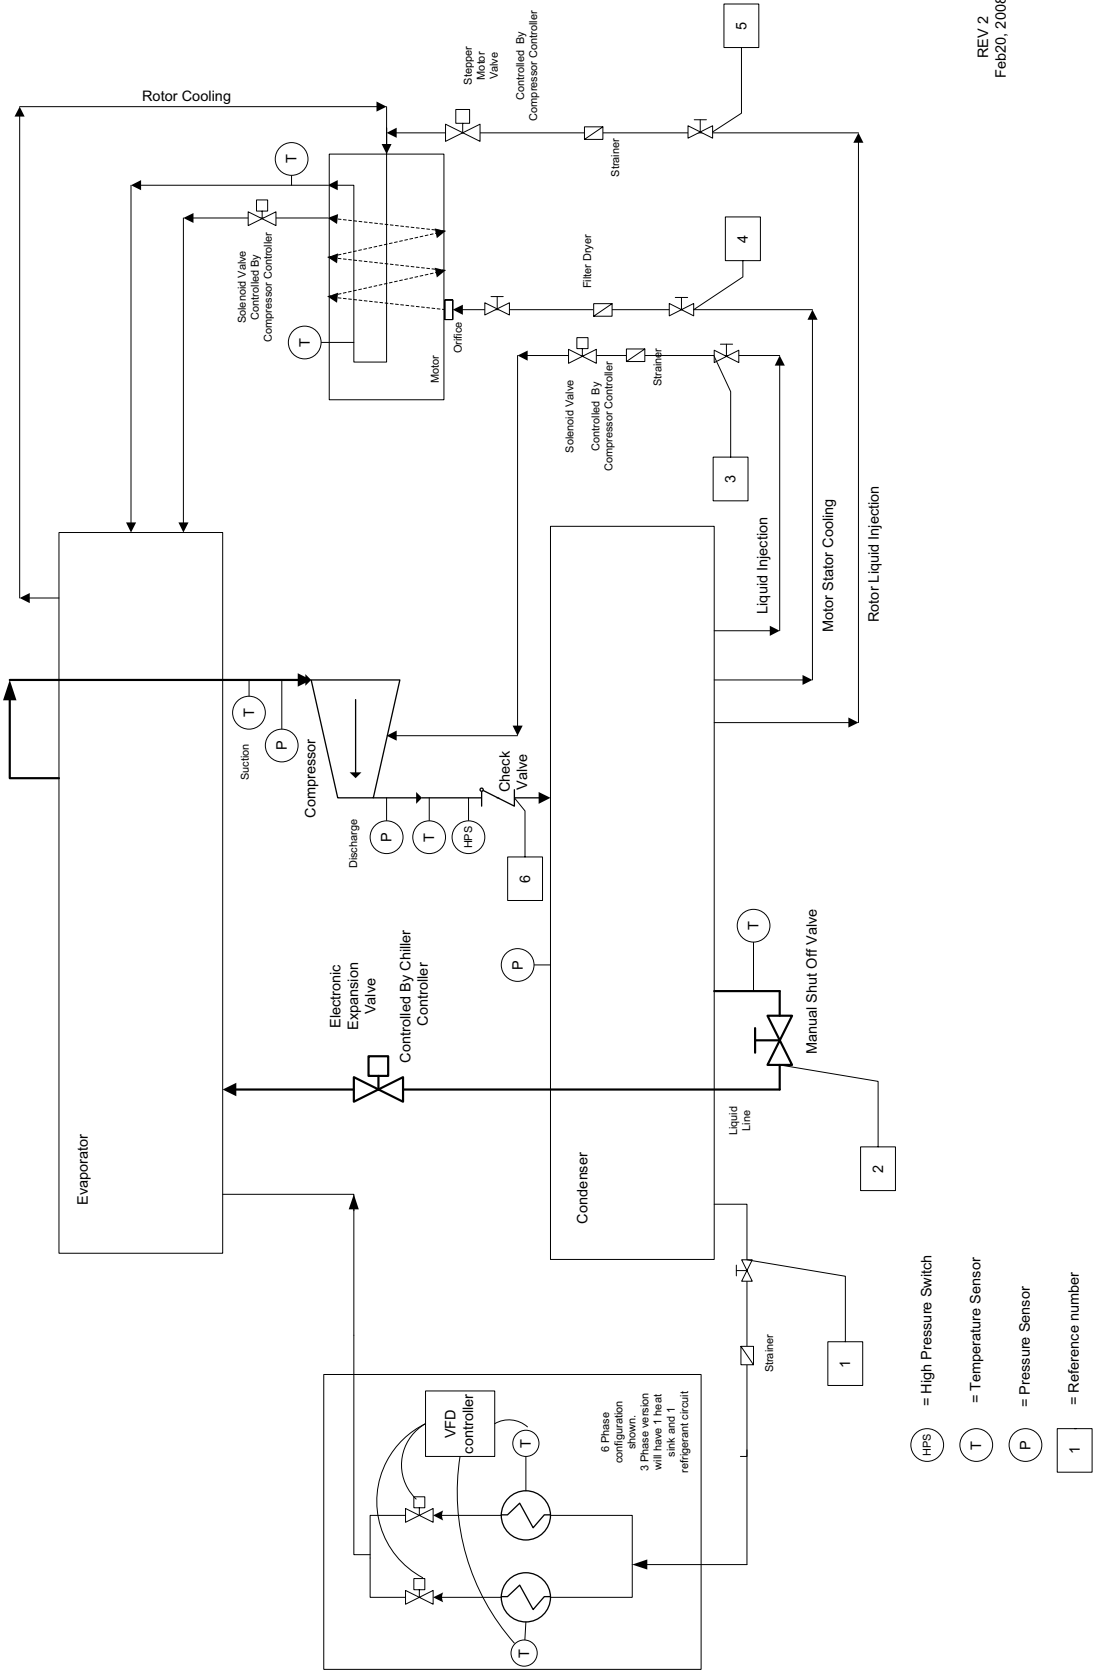 REV 2
Feb20, 2008
5
Stepper
Motor
Valve
Controlled By
Compressor Controller
Strainer
Rotor Cooling
T
Solenoid Valve
Controlled By
Compressor Controller
T
Motor
Orifice
Filter Dryer
4
Solenoid Valve
Controlled By
Compressor Controller
Strainer
3
Liquid Injection
Motor Stator Cooling
Rotor Liquid Injection
T
P
Suction
Compressor
Discharge
P
T
HPS
Check
Valve
6
P
Electronic
Expansion
Valve
Controlled By Chiller
Controller
T
Manual Shut Off Valve
Liquid
Line
2
Evaporator
Condenser
Strainer
1
VFD
controller
T
T
6 Phase
configuration
shown.
3 Phase version
will have 1 heat
sink and 1
refrigerant circuit
HPS = High Pressure Switch
T = Temperature Sensor
P = Pressure Sensor
1 = Reference number